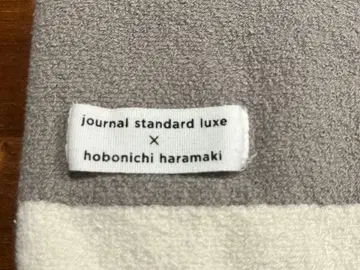 journal standard luxe
×
hobonichi haramaki